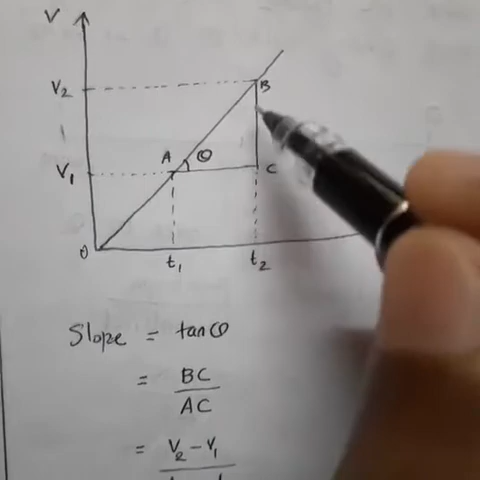 V
V₂
B
A θ
V₁
C
0
t₁
t₂
Slope = tanθ
= BC
AC
= V₂ - V₁